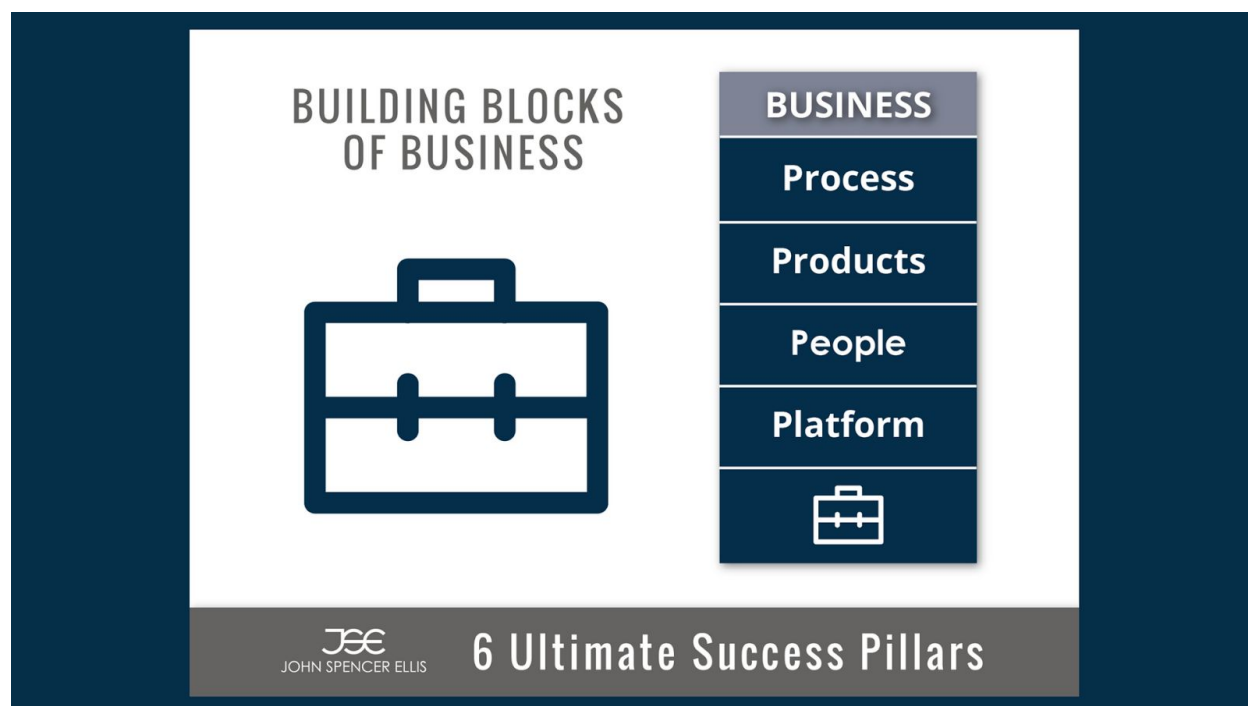 BUILDING BLOCKS
OF BUSINESS
BUSINESS
Process
Products
People
Platform
JSE
JOHN SPENCER ELLIS
6 Ultimate Success Pillars